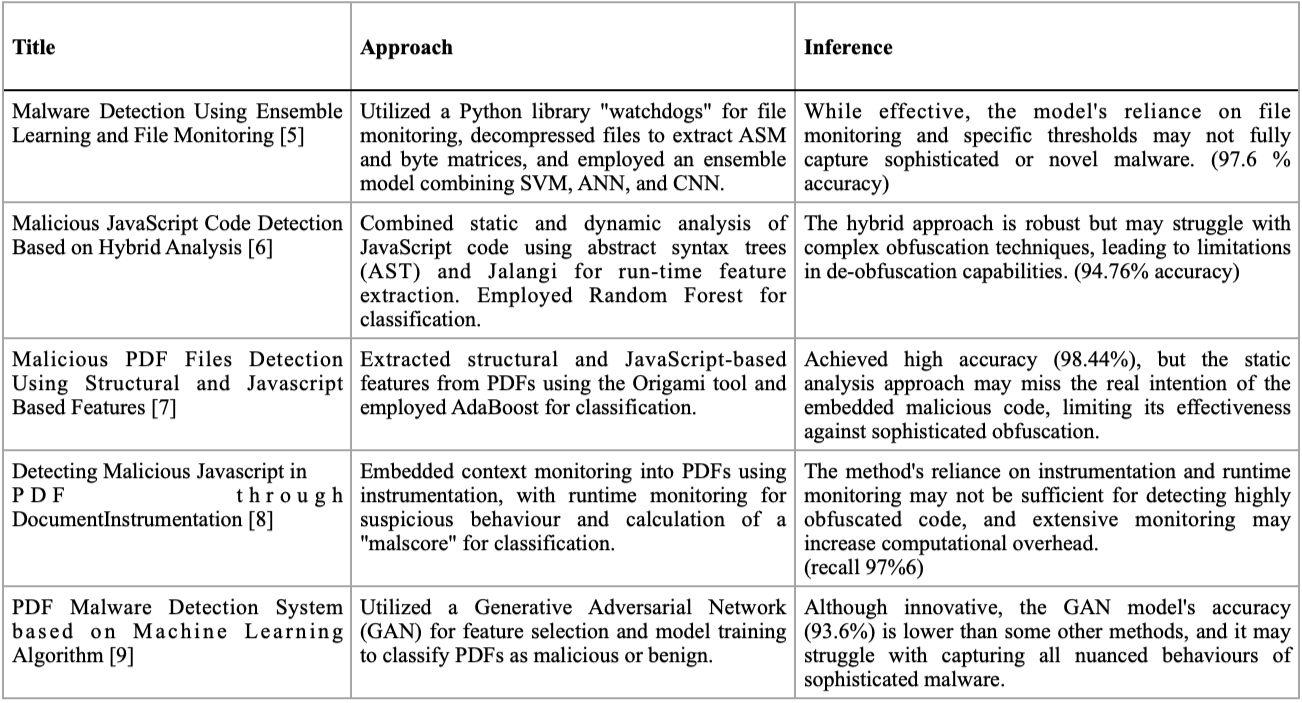 Title
Approach
Inference
Malware Detection Using Ensemble
Learning and File Monitoring [5]
Utilized a Python library "watchdogs" for file
monitoring, decompressed files to extract ASM
and byte matrices, and employed an ensemble
model combining SVM, ANN, and CNN.
While effective, the model's reliance on file
monitoring and specific thresholds may not fully
capture sophisticated or novel malware. (97.6 %
accuracy)
Malicious JavaScript Code Detection
Based on Hybrid Analysis [6]
Combined static and dynamic analysis of
JavaScript code using abstract syntax trees
(AST) and Jalangi for run-time feature
extraction. Employed Random Forest for
classification.
The hybrid approach is robust but may struggle with
complex obfuscation techniques, leading to limitations
in de-obfuscation capabilities. (94.76% accuracy)
Malicious PDF Files Detection
Using Structural and Javascript
Based Features [7]
Extracted structural and JavaScript-based
features from PDFs using the Origami tool and
employed AdaBoost for classification.
Achieved high accuracy (98.44%), but the static
analysis approach may miss the real intention of the
embedded malicious code, limiting its effectiveness
against sophisticated obfuscation.
Detecting Malicious Javascript in
PDF through
DocumentInstrumentation [8]
Embedded context monitoring into PDFs using
instrumentation, with runtime monitoring for
suspicious behaviour and calculation of a
"malscore" for classification.
The method's reliance on instrumentation and runtime
monitoring may not be sufficient for detecting highly
obfuscated code, and extensive monitoring may
increase computational overhead.
(recall 97%6)
PDF Malware Detection System
based on Machine Learning
Algorithm [9]
Utilized a Generative Adversarial Network
(GAN) for feature selection and model training
to classify PDFs as malicious or benign.
Although innovative, the GAN model's accuracy
(93.6%) is lower than some other methods, and it may
struggle with capturing all nuanced behaviours of
sophisticated malware.